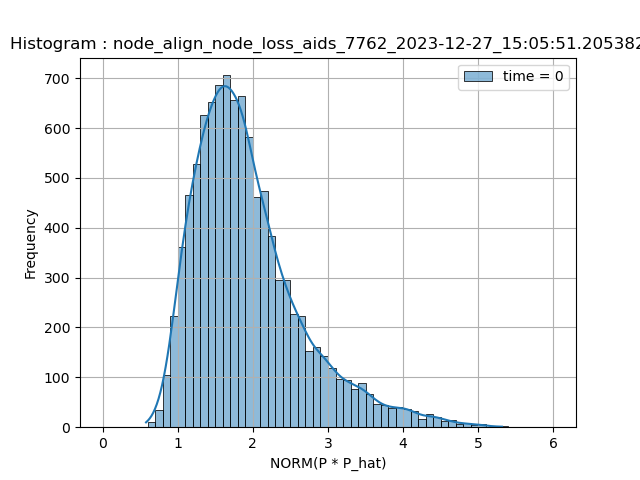 Histogram : node_align_node_loss_aids_7762_2023-12-27_15:05:51.205382
time = 0
700
600
500
400
300
200
100
0
Frequency
0 1 2 3 4 5 6
NORM(P * P_hat)